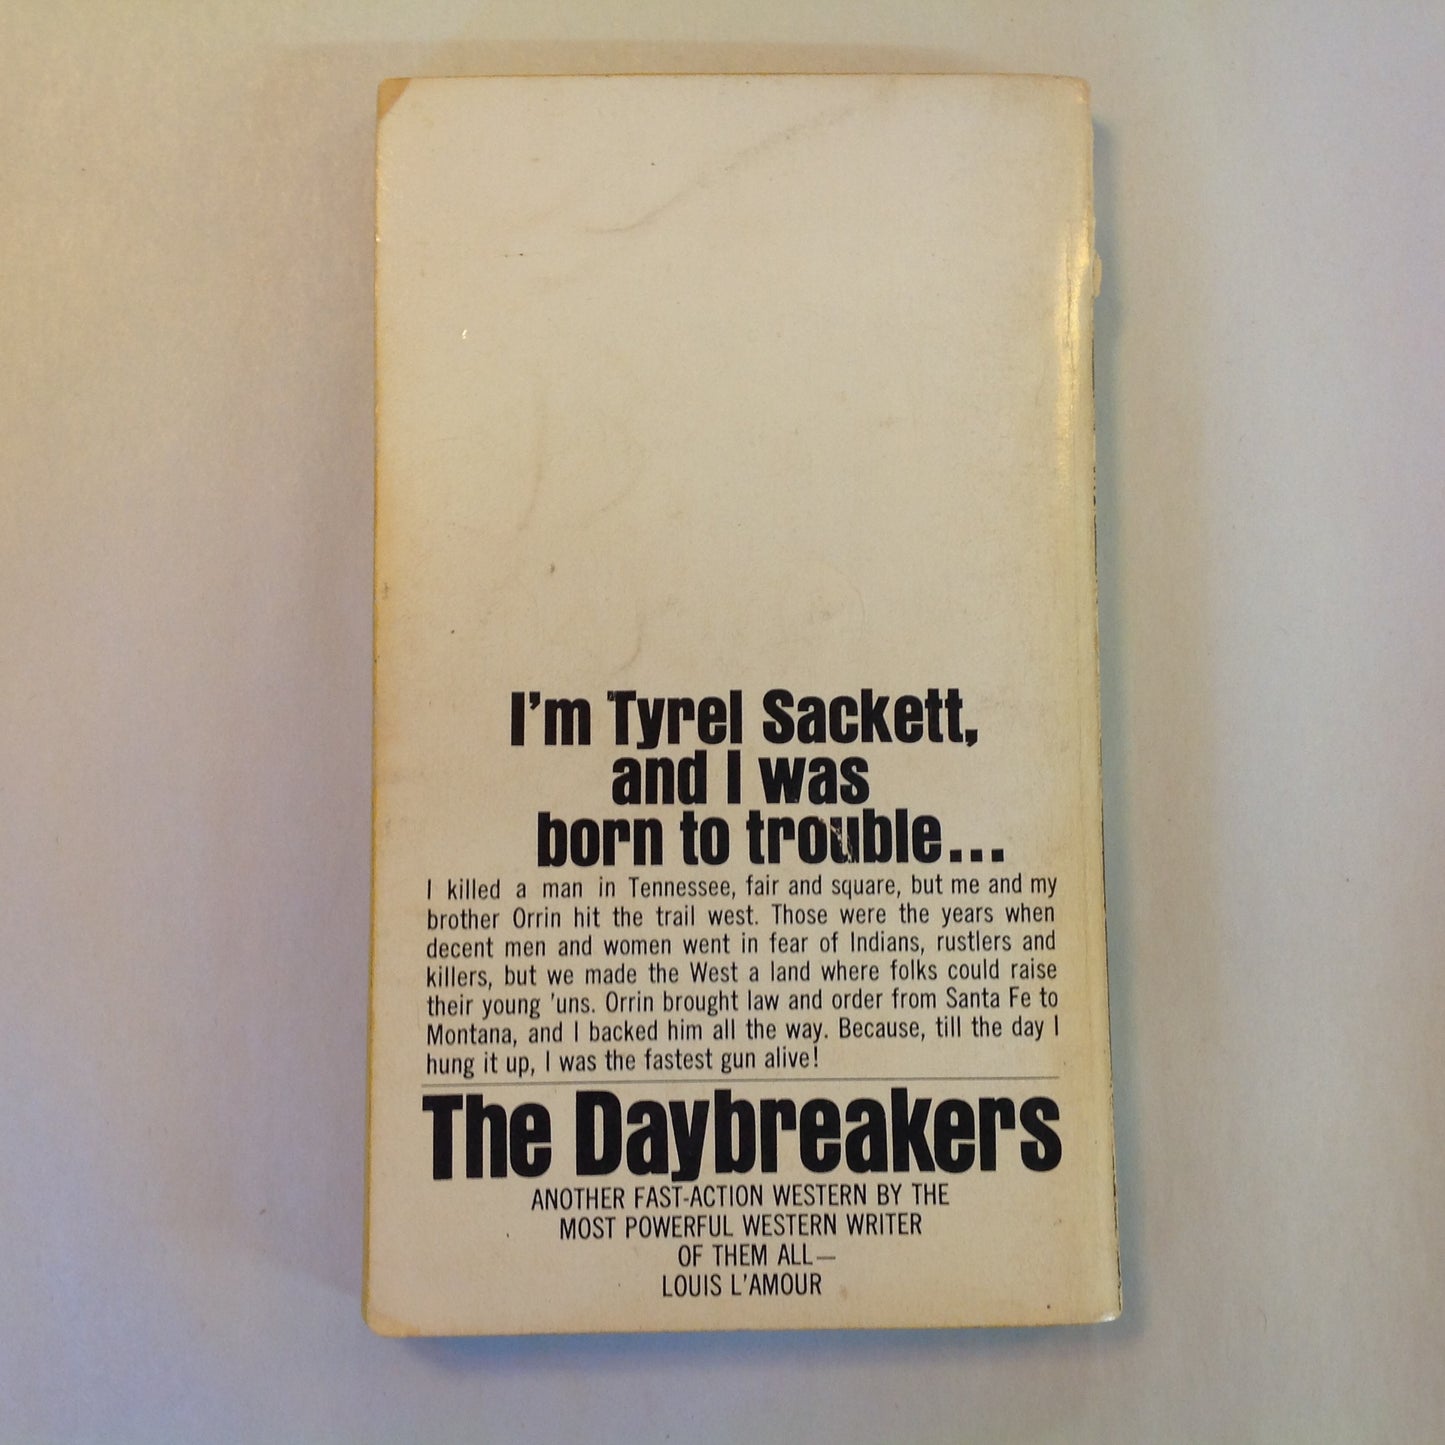 I'm Tyrel Sackett,
and I was
born to trouble...
I killed a man in Tennessee, fair and square, but me and my
brother Orrin hit the trail west. Those were the years when
decent men and women went in fear of Indians, rustlers and
killers, but we made the West a land where folks could raise
their young 'uns. Orrin brought law and order from Santa Fe to
Montana, and I backed him all the way. Because, till the day I
hung it up, I was the fastest gun alive!
The Daybreakers
ANOTHER FAST-ACTION WESTERN BY THE
MOST POWERFUL WESTERN WRITER
OF THEM ALL—
LOUIS L'AMOUR